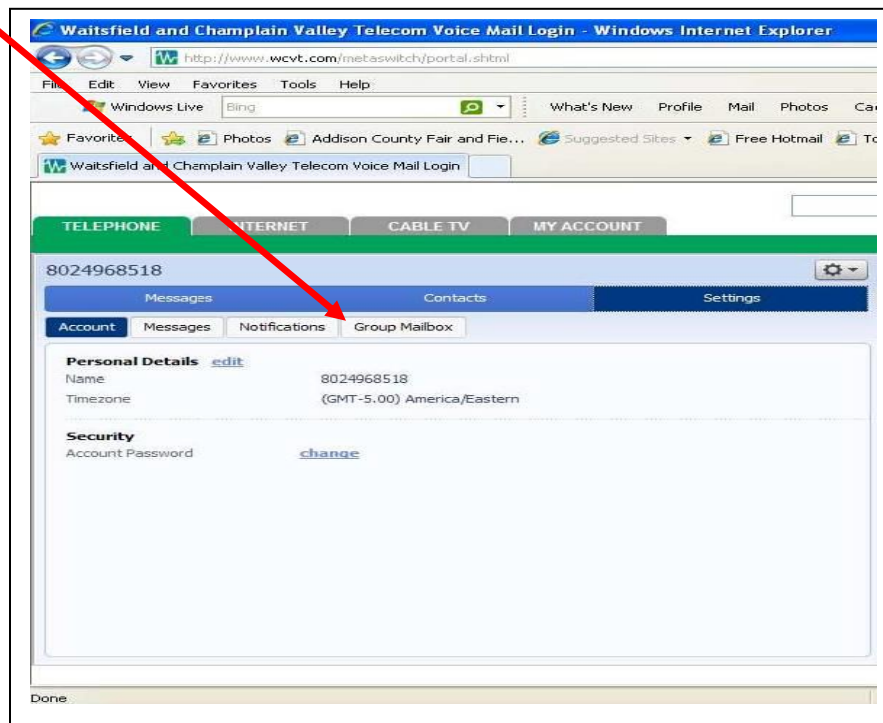 Waitsfield and Champlain Valley Telecom Voice Mail Login - Windows Internet Explorer
http://www.wcvt.com/metaswitch/portal.shtml
File Edit View Favorites Tools Help
Windows Live Bing What's New Profile Mail Photos
Favorites Photos Addison County Fair and Fie... Suggested Sites Free Hotmail
Waitsfield and Champlain Valley Telecom Voice Mail Login
TELEPHONE INTERNET CABLE TV MY ACCOUNT
8024968518
Messages Contacts Settings
Account Messages Notifications Group Mailbox
Personal Details edit
Name 8024968518
Timezone (GMT-5.00) America/Eastern
Security
Account Password change
Done